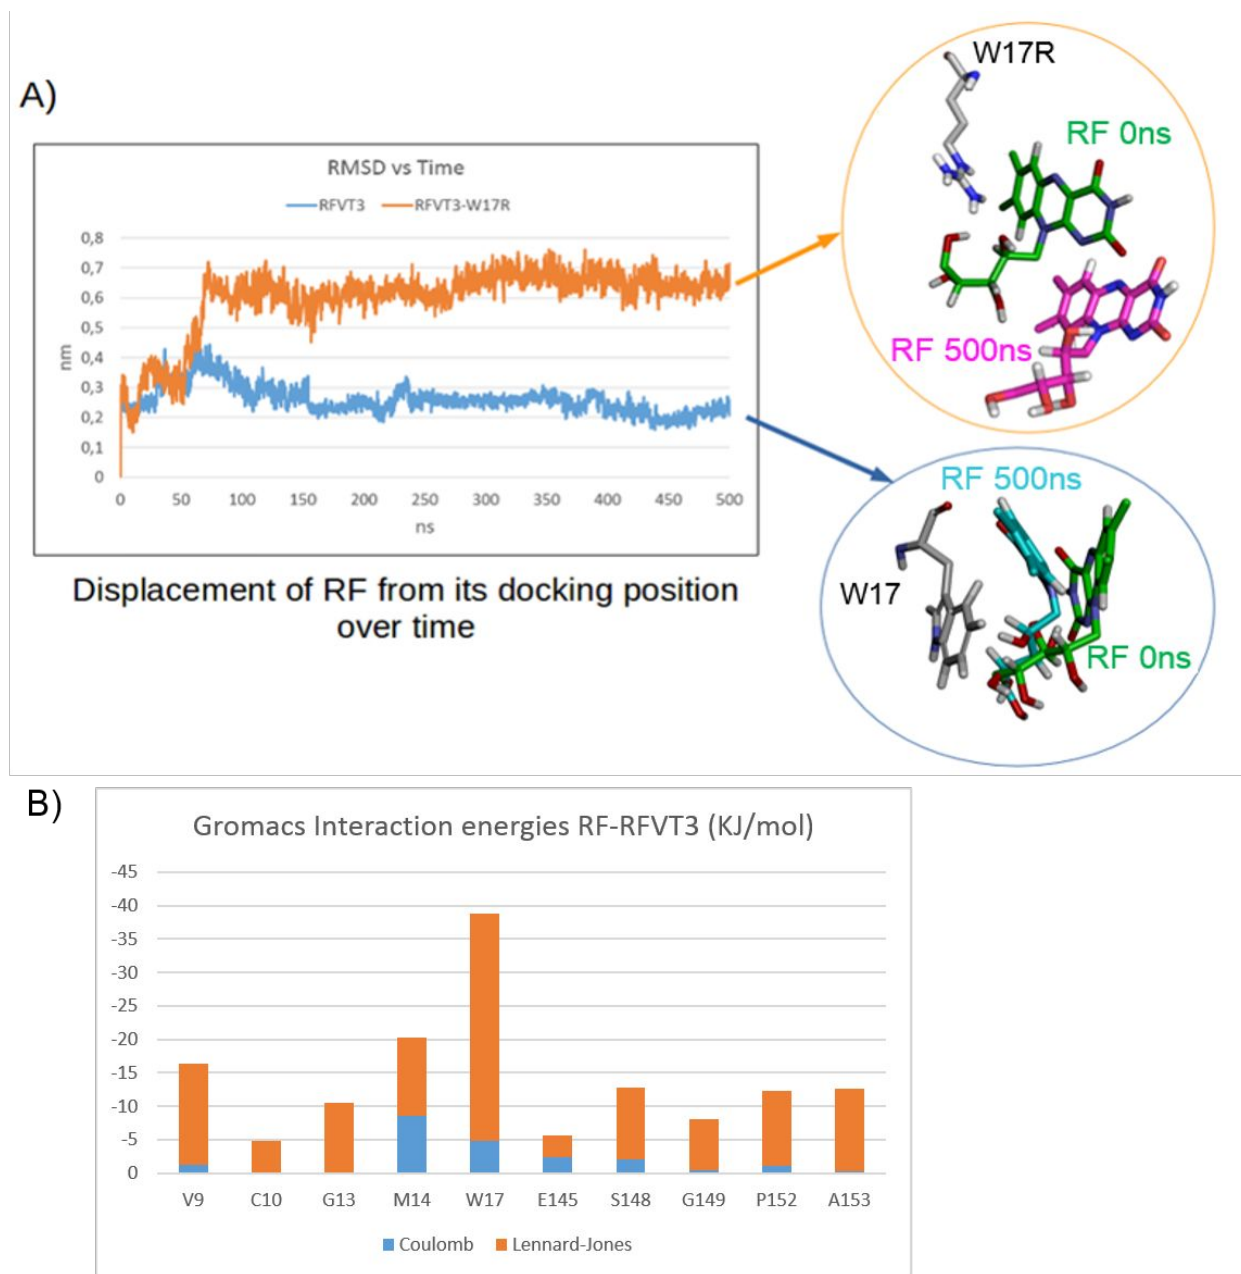 A)
RMSD vs Time
RFVT3 RFVT3-W17R
0,8
0,7
0,6
0,5
0,4
0,3
0,2
0,1
0
nm
0 50 100 150 200 250 300 350 400 450 500
ns
Displacement of RF from its docking position
over time
W17R
RF 0ns
RF 500ns
RF 500ns
W17
RF 0ns
B)
Gromacs Interaction energies RF-RFVT3 (KJ/mol)
-45
-40
-35
-30
-25
-20
-15
-10
-5
0
V9 C10 G13 M14 W17 E145 S148 G149 P152 A153
Coulomb Lennard-Jones